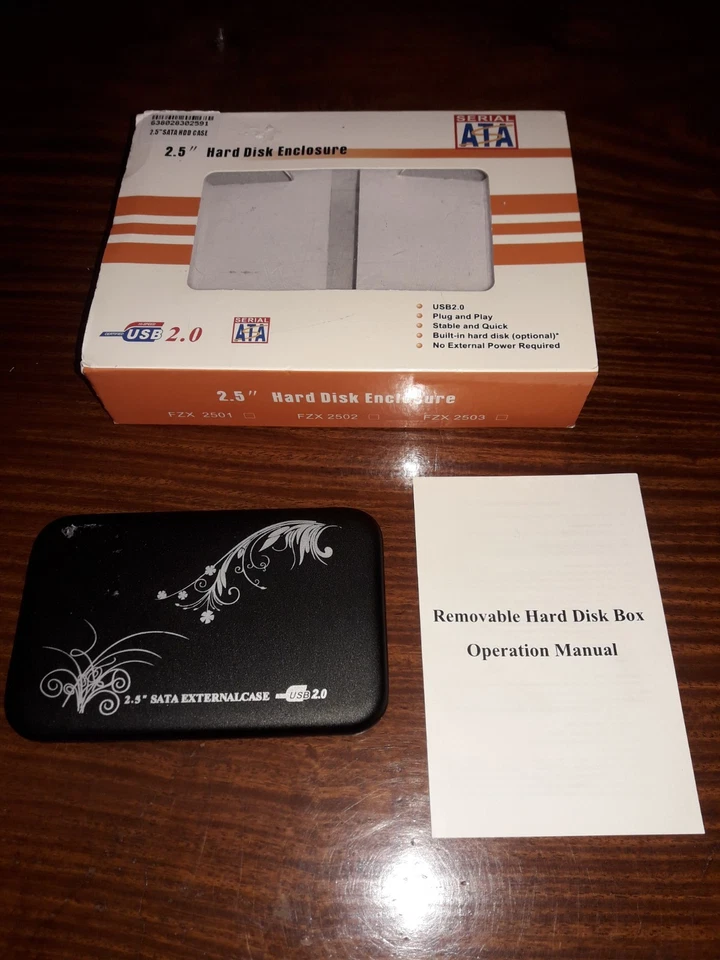 636028302591
2.5"SATA HDD CASE
2.5" Hard Disk Enclosure
SERIAL
ATA
USB2.0
Plug and Play
Stable and Quick
Built-in hard disk (optional)*
No External Power Required
USB 2.0
SERIAL
ATA
2.5" Hard Disk Enclosure
FZX 2501 FZX 2502 FZX 2503
2.5" SATA EXTERNALCASE USB 2.0
Removable Hard Disk Box
Operation Manual